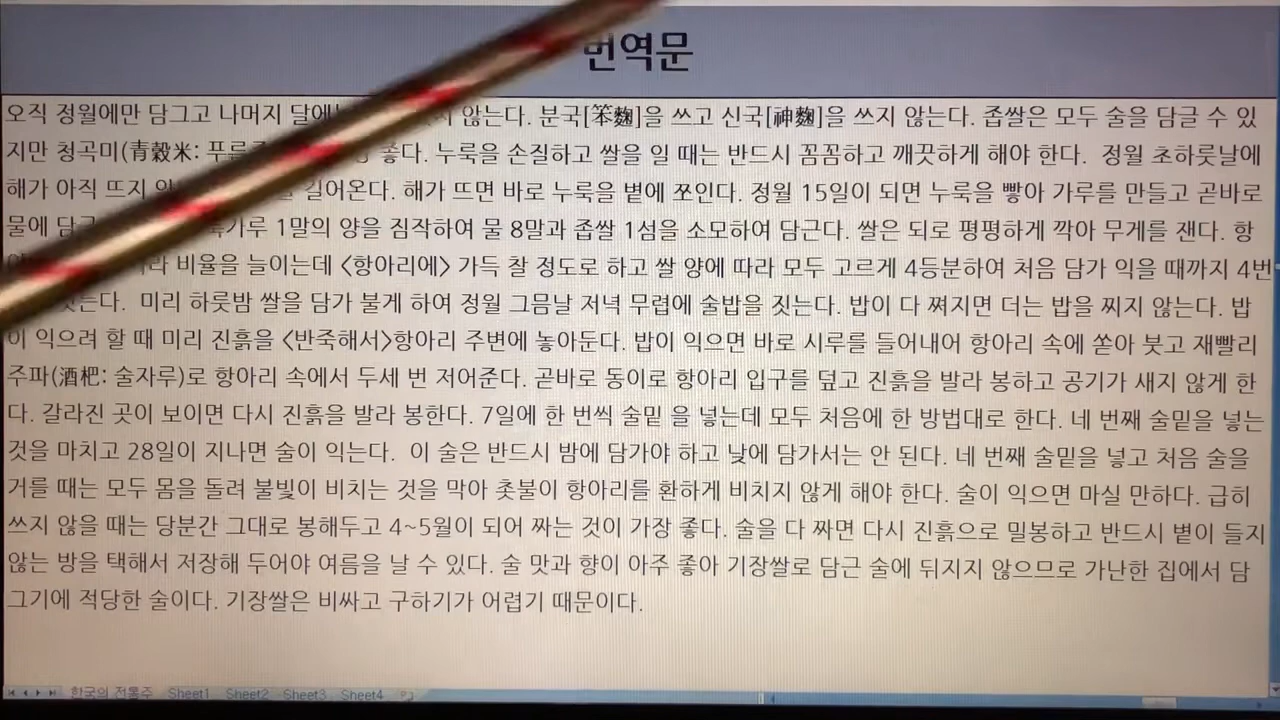 번역문
오직 정월에만 담그고 나머지 달에 않는다. 분국[笨麴]을 쓰고 신국[神麴]을 쓰지 않는다. 좁쌀은 모두 술을 담글 수 있
지만 청곡미(靑穀米: 좋다. 누룩을 손질하고 쌀을 일 때는 반드시 꼼꼼하고 깨끗하게 해야 한다. 정월 초하룻날에
해가 아직 뜨지 길어온다. 해가 뜨면 바로 누룩을 볕에 쪼인다. 정월 15일이 되면 누룩을 빻아 가루를 만들고 곧바로
물에 1말의 양을 짐작하여 물 8말과 좁쌀 1섬을 소모하여 담근다. 쌀은 되로 평평하게 깍아 무게를 잰다. 항
비율을 늘이는데 <항아리에> 가득 찰 정도로 하고 쌀 양에 따라 모두 고르게 4등분하여 처음 담가 익을 때까지 4번
미리 하룻밤 쌀을 담가 불게 하여 정월 그믐날 저녁 무렵에 술밥을 짓는다. 밥이 다 쪄지면 더는 밥을 찌지 않는다. 밥
이 익으려 할 때 미리 진흙을 <반죽해서>항아리 주변에 놓아둔다. 밥이 익으면 바로 시루를 들어내어 항아리 속에 쏟아 붓고 재빨리
주파(酒杷: 술자루)로 항아리 속에서 두세 번 저어준다. 곧바로 동이로 항아리 입구를 덮고 진흙을 발라 봉하고 공기가 새지 않게 한
다. 갈라진 곳이 보이면 다시 진흙을 발라 봉한다. 7일에 한 번씩 술밑 을 넣는데 모두 처음에 한 방법대로 한다. 네 번째 술밑을 넣는
것을 마치고 28일이 지나면 술이 익는다. 이 술은 반드시 밤에 담가야 하고 낮에 담가서는 안 된다. 네 번째 술밑을 넣고 처음 술을
거를 때는 모두 몸을 돌려 불빛이 비치는 것을 막아 촛불이 항아리를 환하게 비치지 않게 해야 한다. 술이 익으면 마실 만하다. 급히
쓰지 않을 때는 당분간 그대로 봉해두고 4~5월이 되어 짜는 것이 가장 좋다. 술을 다 짜면 다시 진흙으로 밀봉하고 반드시 볕이 들지
않는 방을 택해서 저장해 두어야 여름을 날 수 있다. 술 맛과 향이 아주 좋아 기장쌀로 담근 술에 뒤지지 않으므로 가난한 집에서 담
그기에 적당한 술이다. 기장쌀은 비싸고 구하기가 어렵기 때문이다.
한국의 전통주 Sheet1 Sheet2 Sheet3 Sheet4